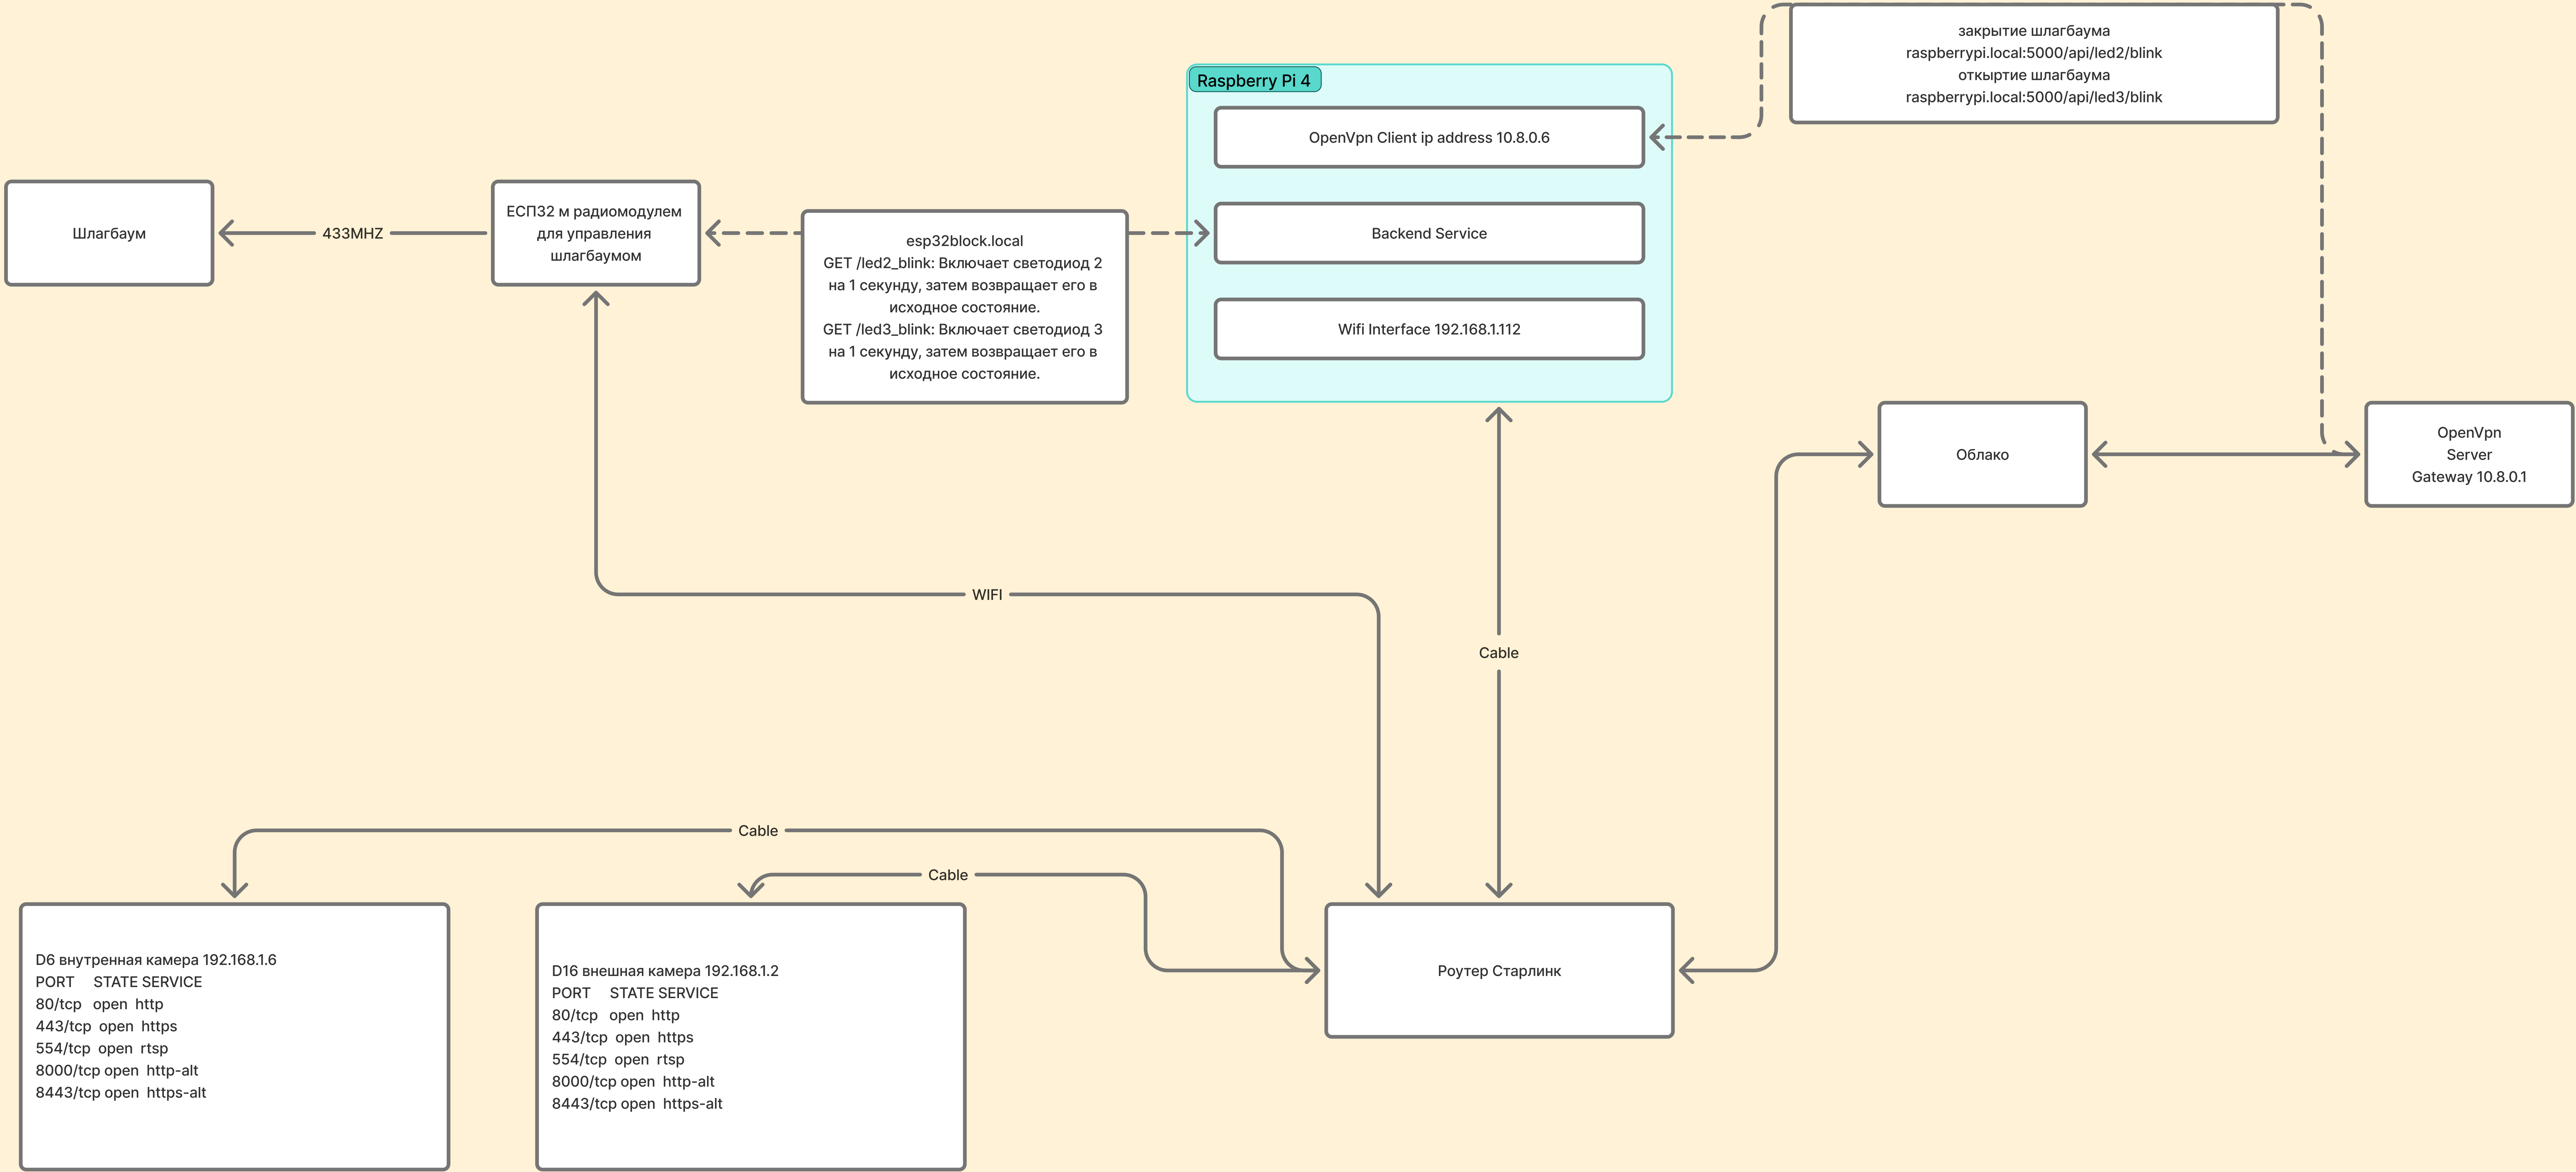 закрытие шлагбаума
raspberrypi.local:5000/api/led2/blink
откыртие шлагбаума
raspberrypi.local:5000/api/led3/blink
Raspberry Pi 4
OpenVpn Client ip address 10.8.0.6
Backend Service
Wifi Interface 192.168.1.112
Шлагбаум
433MHZ
ЕСП32 м радиомодулем
для управления
шлагбаумом
esp32block.local
GET /led2_blink: Включает светодиод 2
на 1 секунду, затем возвращает его в
исходное состояние.
GET /led3_blink: Включает светодиод 3
на 1 секунду, затем возвращает его в
исходное состояние.
Облако
OpenVpn
Server
Gateway 10.8.0.1
WIFI
Cable
Cable
Cable
D6 внутренная камера 192.168.1.6
PORT STATE SERVICE
80/tcp open http
443/tcp open https
554/tcp open rtsp
8000/tcp open http-alt
8443/tcp open https-alt
D16 внешная камера 192.168.1.2
PORT STATE SERVICE
80/tcp open http
443/tcp open https
554/tcp open rtsp
8000/tcp open http-alt
8443/tcp open https-alt
Роутер Старлинк